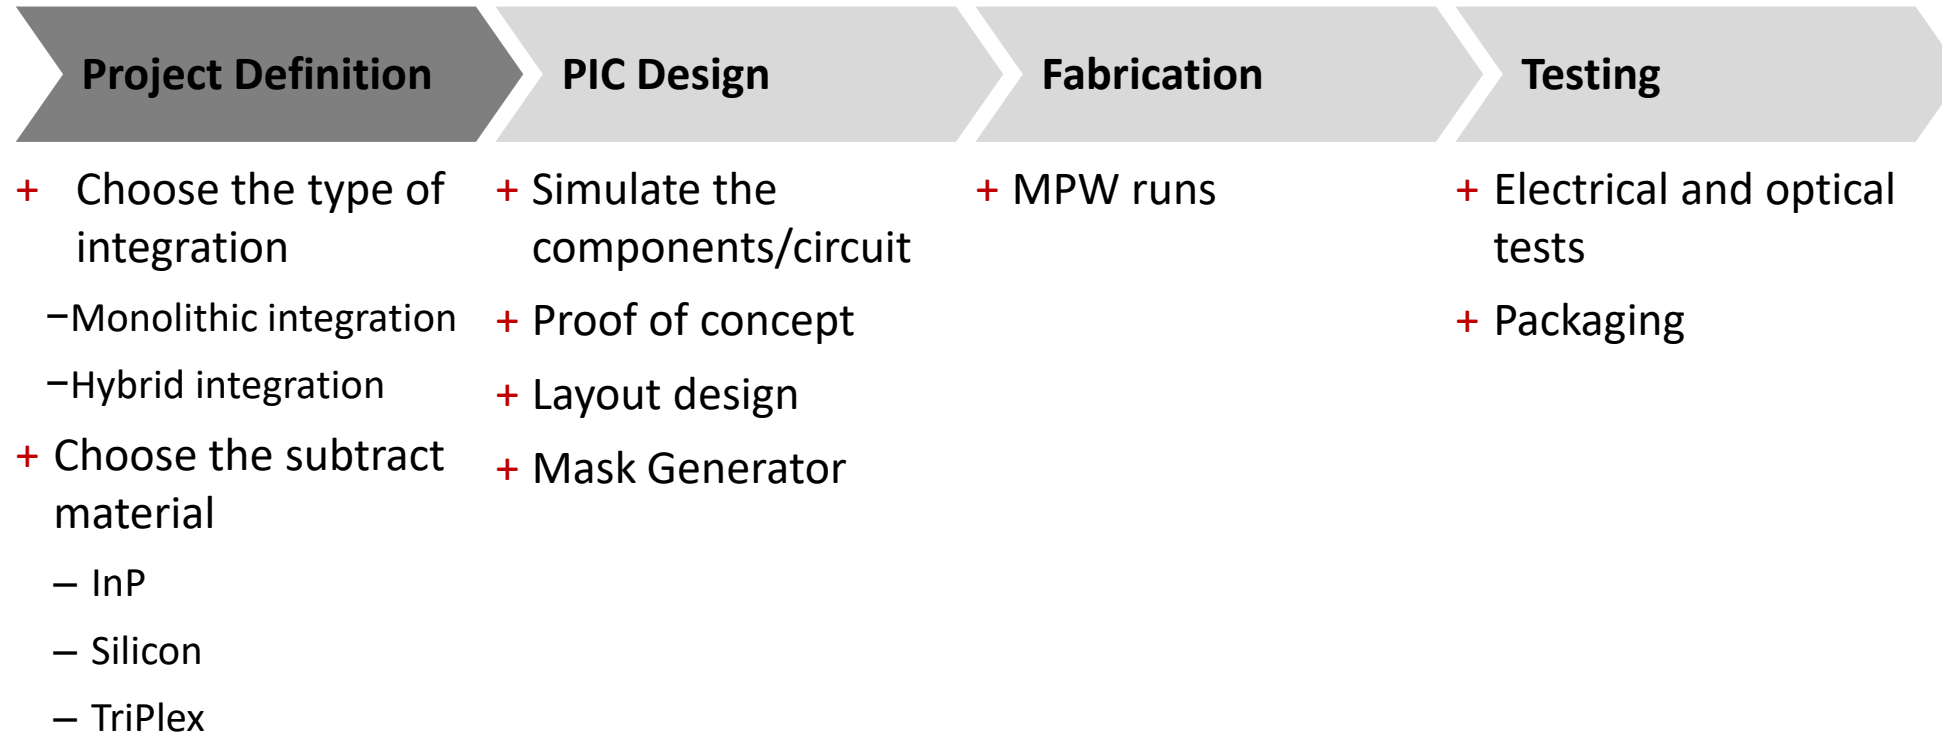 Project Definition
+ Choose the type of
integration
–Monolithic integration
–Hybrid integration
+ Choose the subtract
material
– InP
– Silicon
– TriPlex
PIC Design
+ Simulate the
components/circuit
+ Proof of concept
+ Layout design
+ Mask Generator
Fabrication
+ MPW runs
Testing
+ Electrical and optical
tests
+ Packaging